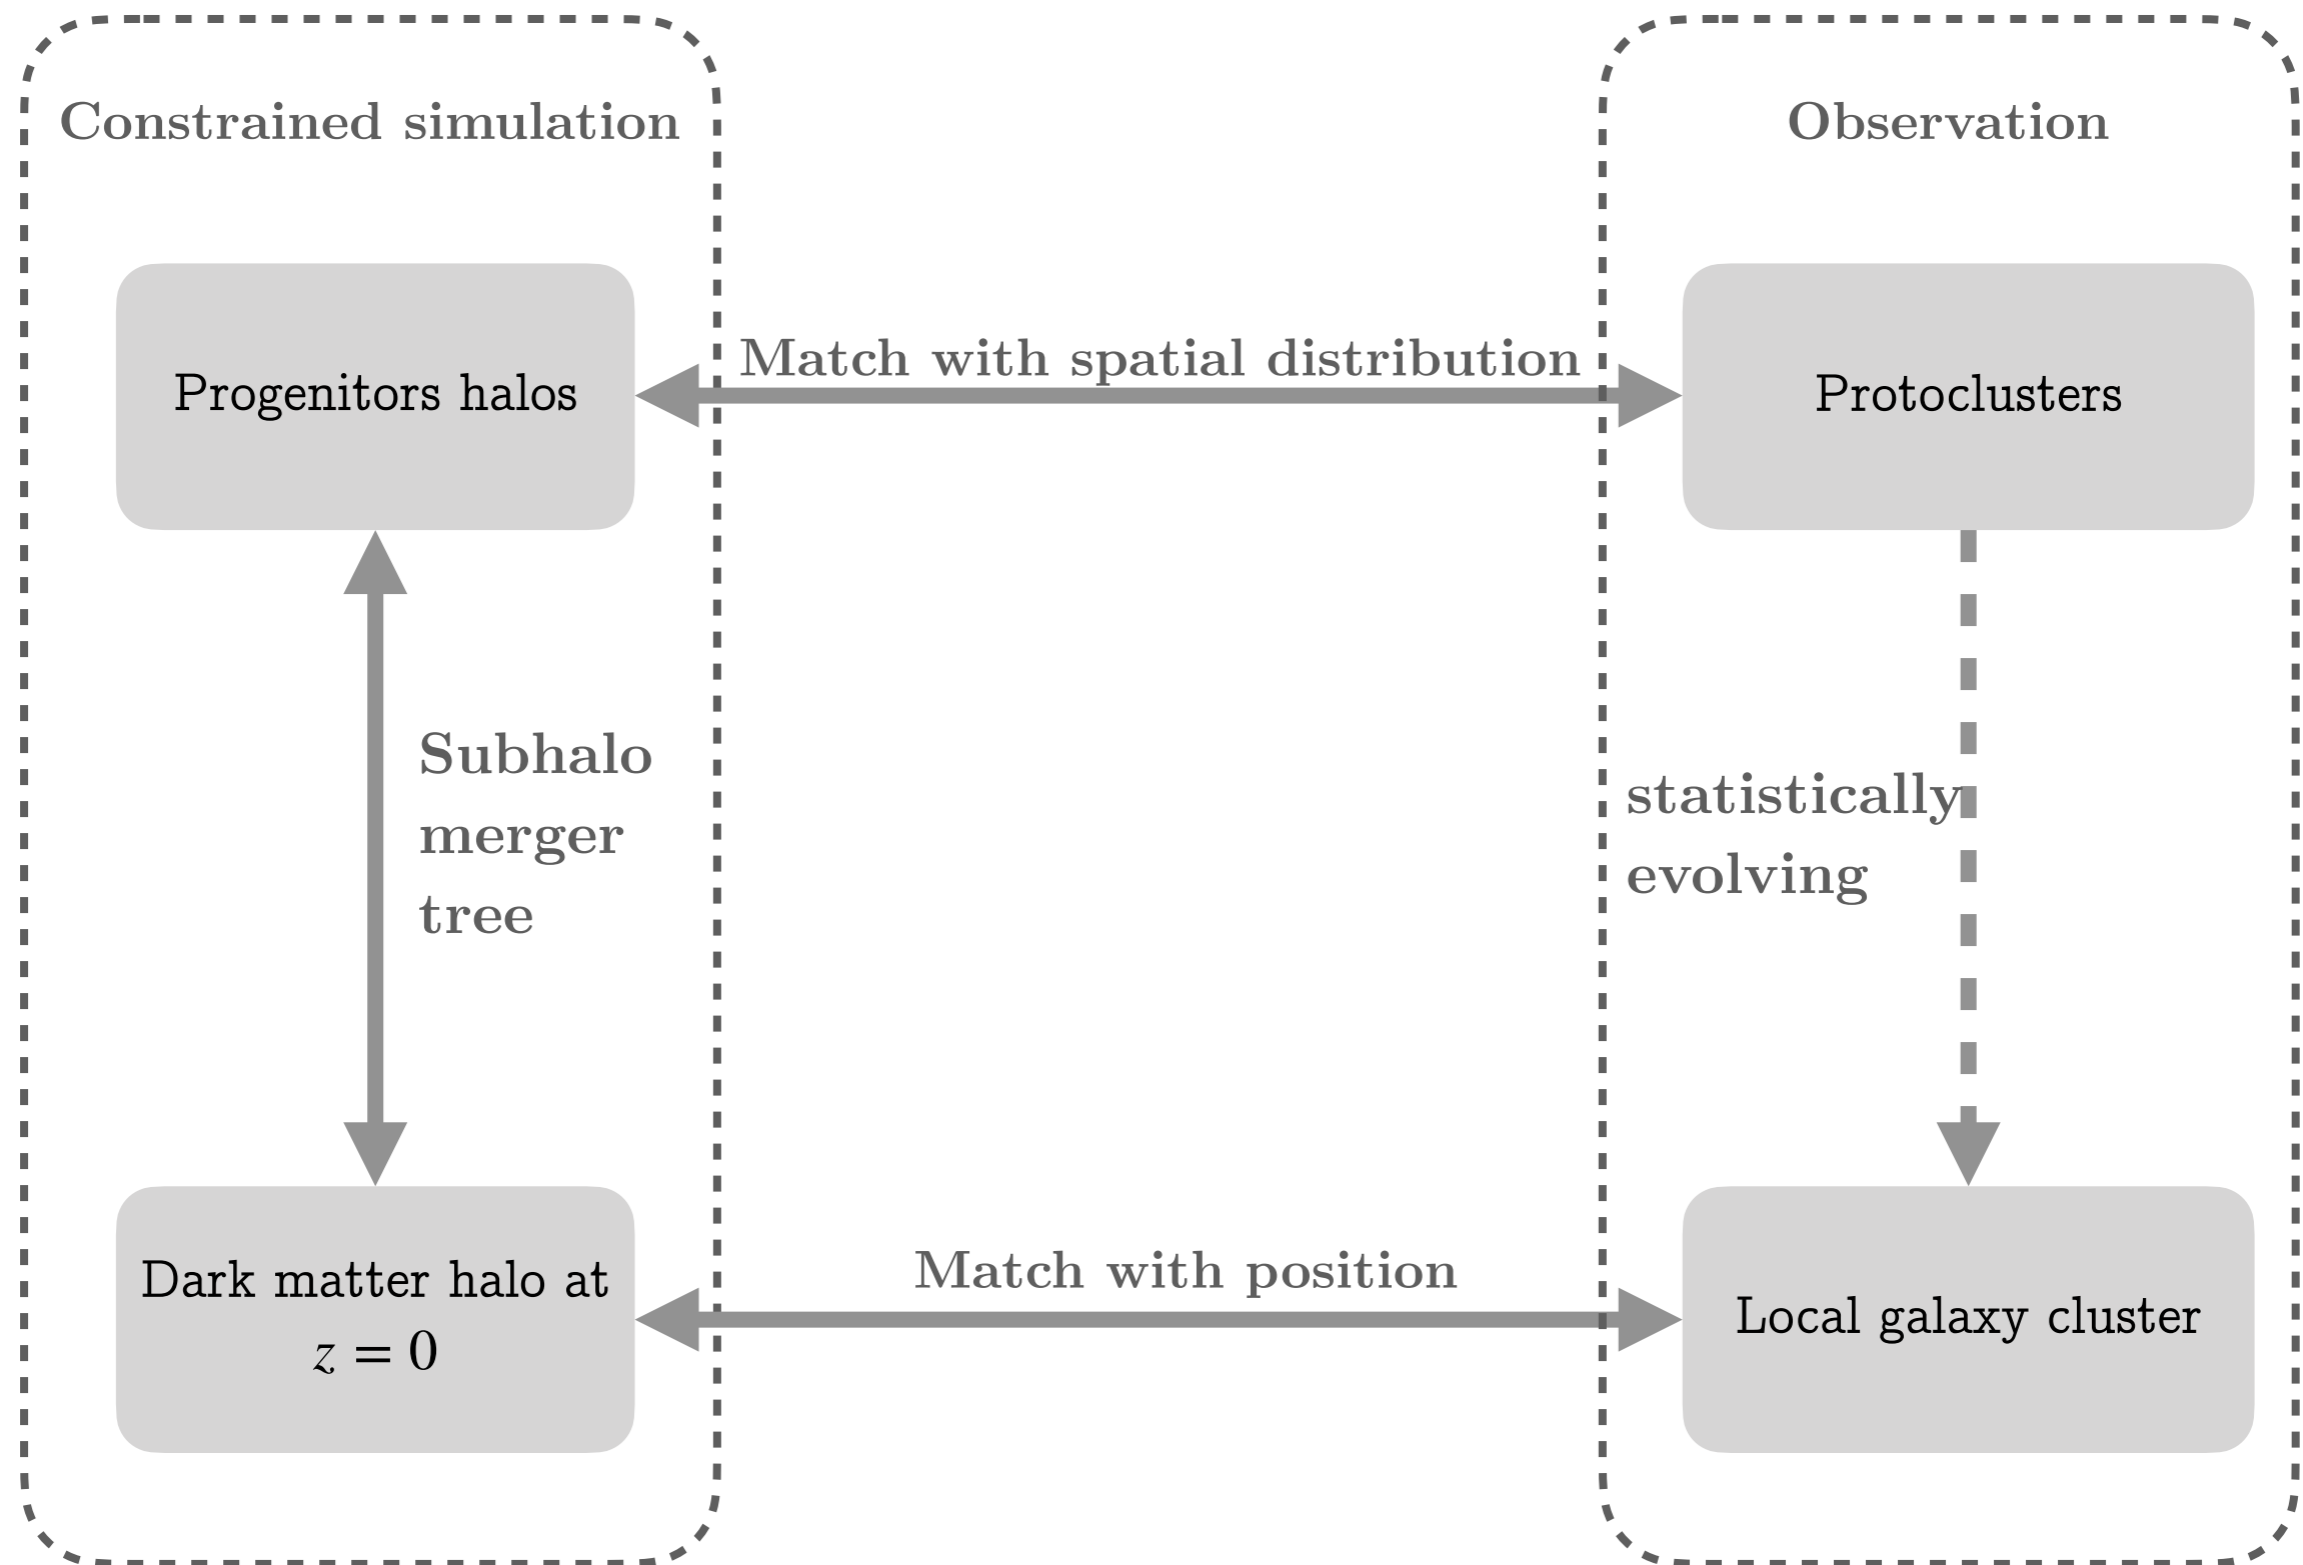 Constrained simulation
Observation
Progenitors halos
Match with spatial distribution
Protoclusters
Subhalo
merger
tree
statistically
evolving
Dark matter halo at
z = 0
Match with position
Local galaxy cluster